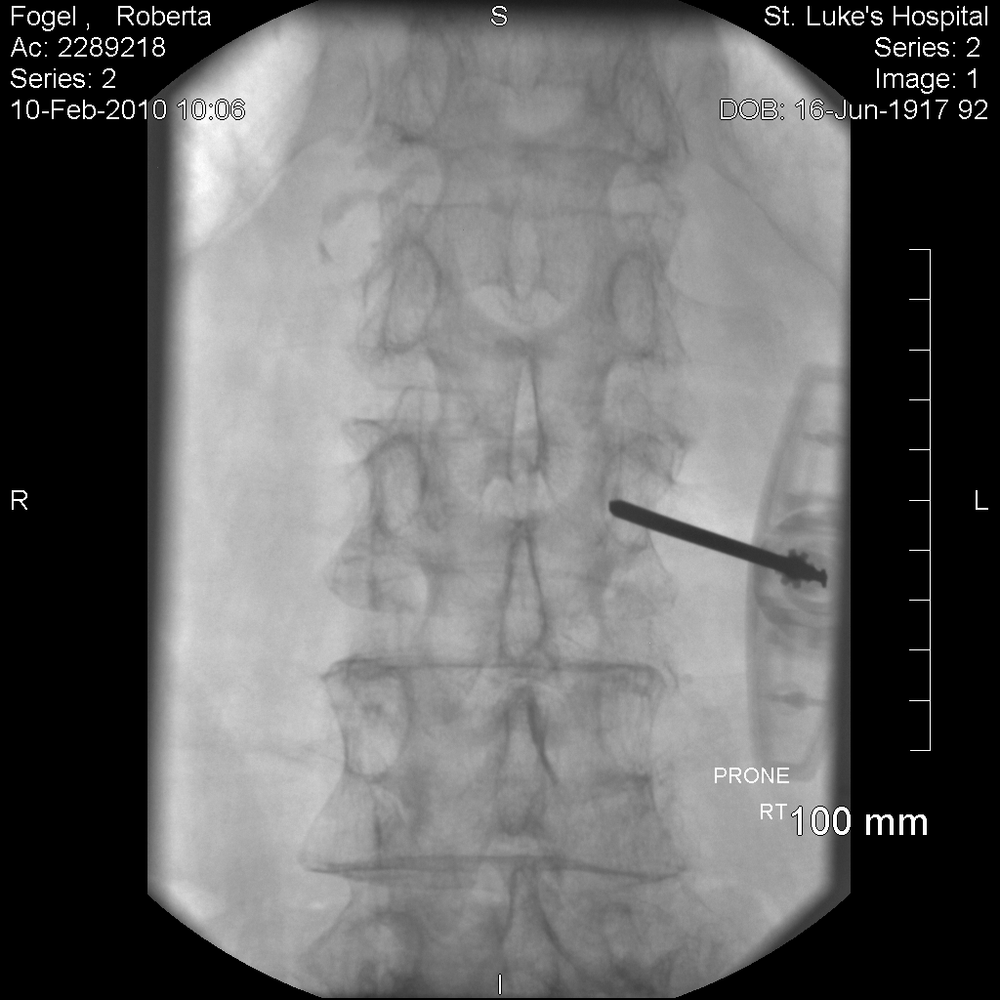 Fogel , Roberta
Ac: 2289218
Series: 2
10-Feb-2010 10:06
S
St. Luke's Hospital
Series: 2
Image: 1
DOB: 16-Jun-1917 92
R
L
PRONE
RT
100 mm
I